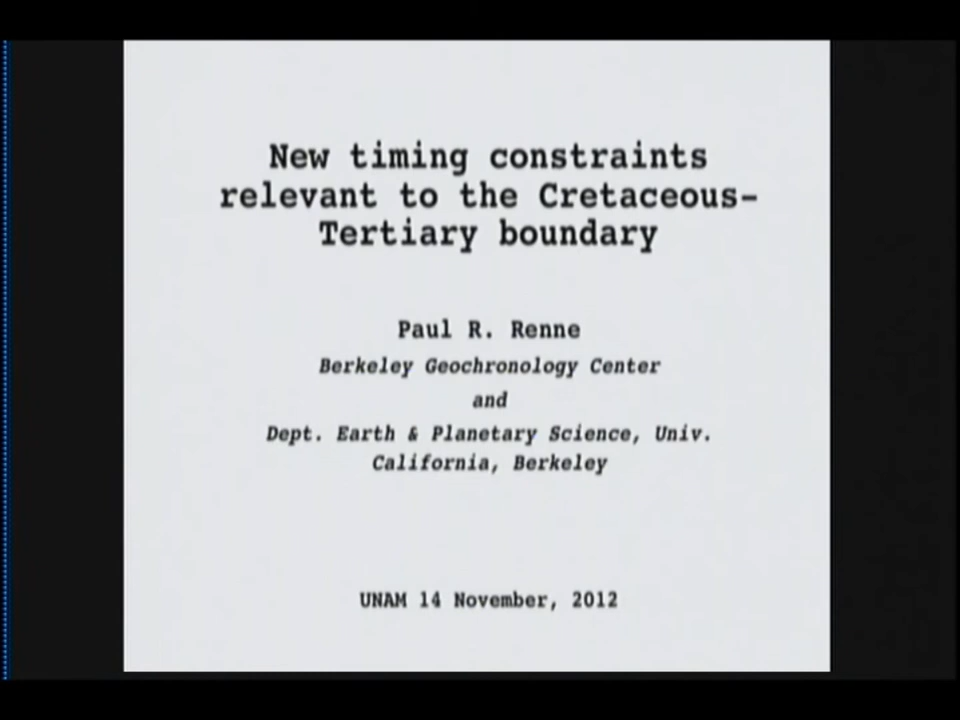 New timing constraints
relevant to the Cretaceous-
Tertiary boundary
Paul R. Renne
Berkeley Geochronology Center
and
Dept. Earth & Planetary Science, Univ.
California, Berkeley
UNAM 14 November, 2012